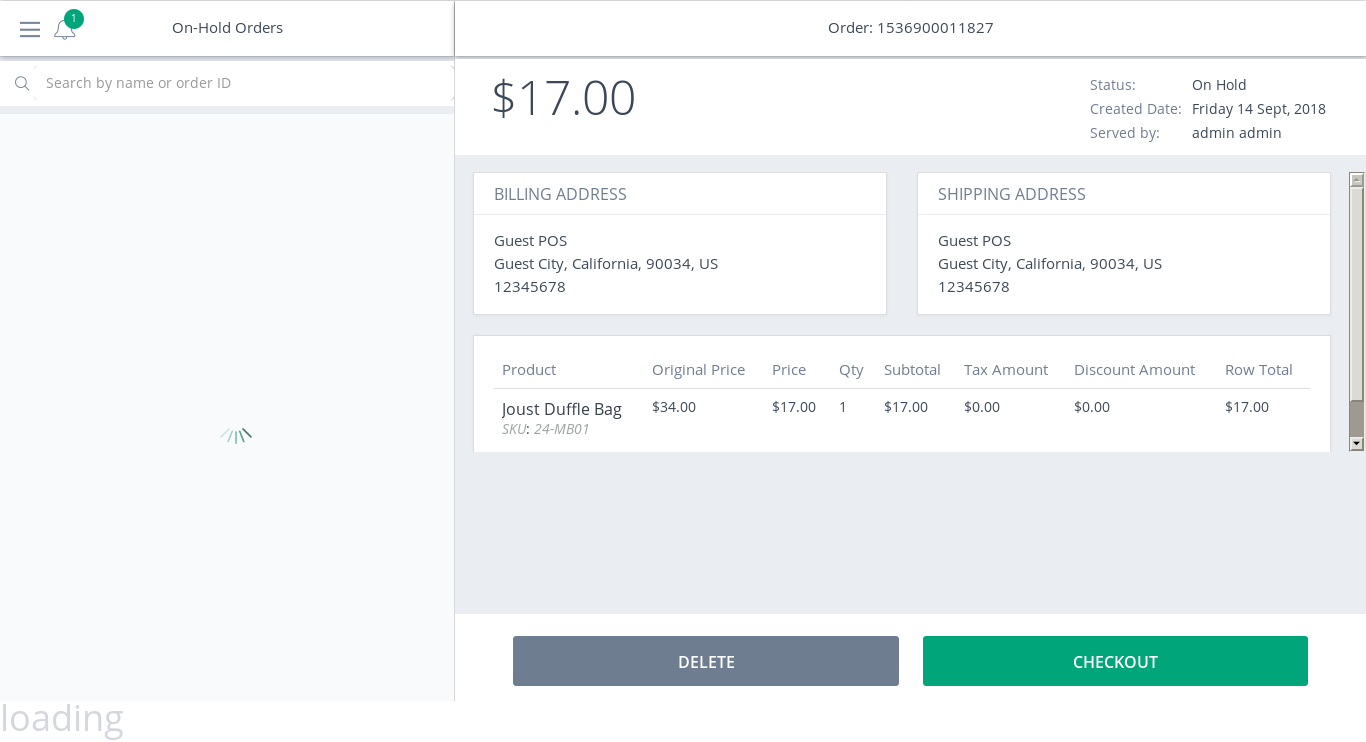 1
On-Hold Orders
Search by name or order ID
loading
Order: 1536900011827
$17.00
Status: On Hold
Created Date: Friday 14 Sept, 2018
Served by: admin admin
BILLING ADDRESS
Guest POS
Guest City, California, 90034, US
12345678
SHIPPING ADDRESS
Guest POS
Guest City, California, 90034, US
12345678
Product Original Price Price Qty Subtotal Tax Amount Discount Amount Row Total
Joust Duffle Bag $34.00 $17.00 1 $17.00 $0.00 $0.00 $17.00
SKU: 24-MB01
DELETE CHECKOUT